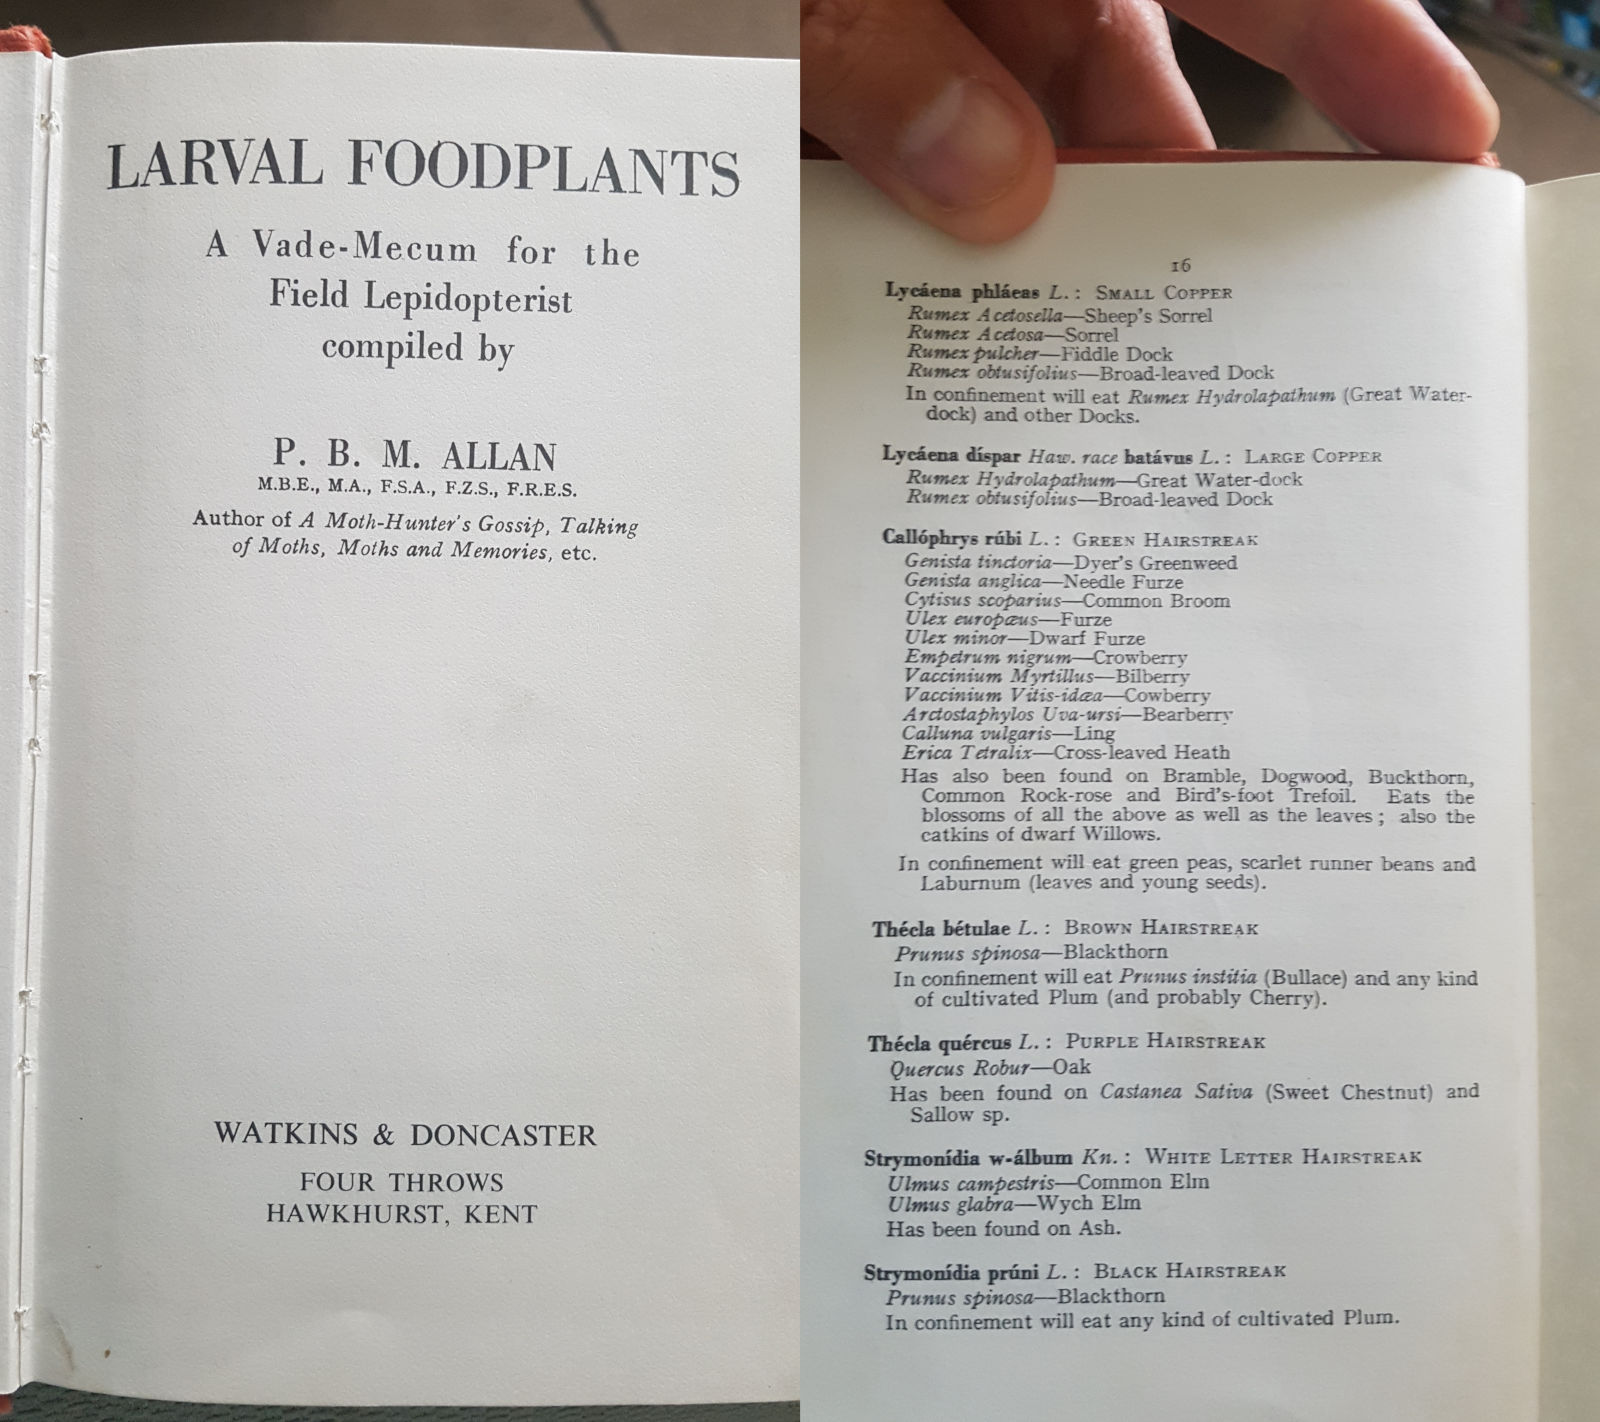 LARVAL FOODPLANTS
A Vade-Mecum for the
Field Lepidopterist
compiled by
P. B. M. ALLAN
M.B.E., M.A., F.S.A., F.Z.S., F.R.E.S.
Author of A Moth-Hunter's Gossip, Talking
of Moths, Moths and Memories, etc.
WATKINS & DONCASTER
FOUR THROWS
HAWKHURST, KENT
16
Lycáena phláeas L. : SMALL COPPER
Rumex Acetosella—Sheep's Sorrel
Rumex Acetosa—Sorrel
Rumex pulcher—Fiddle Dock
Rumex obtusifolius—Broad-leaved Dock
In confinement will eat Rumex Hydrolapathum (Great Water-
dock) and other Docks.
Lycáena díspar Haw. race batávus L. : LARGE COPPER
Rumex Hydrolapathum—Great Water-dock
Rumex obtusifolius—Broad-leaved Dock
Callóphrys rúbi L. : GREEN HAIRSTREAK
Genista tinctoria—Dyer's Greenweed
Genista anglica—Needle Furze
Cytisus scoparius—Common Broom
Ulex europæus—Furze
Ulex minor—Dwarf Furze
Empetrum nigrum—Crowberry
Vaccinium Myrtillus—Bilberry
Vaccinium Vitis-idæa—Cowberry
Arctostaphylos Uva-ursi—Bearberry
Calluna vulgaris—Ling
Erica Tetralix—Cross-leaved Heath
Has also been found on Bramble, Dogwood, Buckthorn,
Common Rock-rose and Bird's-foot Trefoil. Eats the
blossoms of all the above as well as the leaves ; also the
catkins of dwarf Willows.
In confinement will eat green peas, scarlet runner beans and
Laburnum (leaves and young seeds).
Thécla bétulae L. : BROWN HAIRSTREAK
Prunus spinosa—Blackthorn
In confinement will eat Prunus institia (Bullace) and any kind
of cultivated Plum (and probably Cherry).
Thécla quércus L. : PURPLE HAIRSTREAK
Quercus Robur—Oak
Has been found on Castanea Sativa (Sweet Chestnut) and
Sallow sp.
Strymonídia w-álbum Kn. : WHITE LETTER HAIRSTREAK
Ulmus campestris—Common Elm
Ulmus glabra—Wych Elm
Has been found on Ash.
Strymonídia prúni L. : BLACK HAIRSTREAK
Prunus spinosa—Blackthorn
In confinement will eat any kind of cultivated Plum.